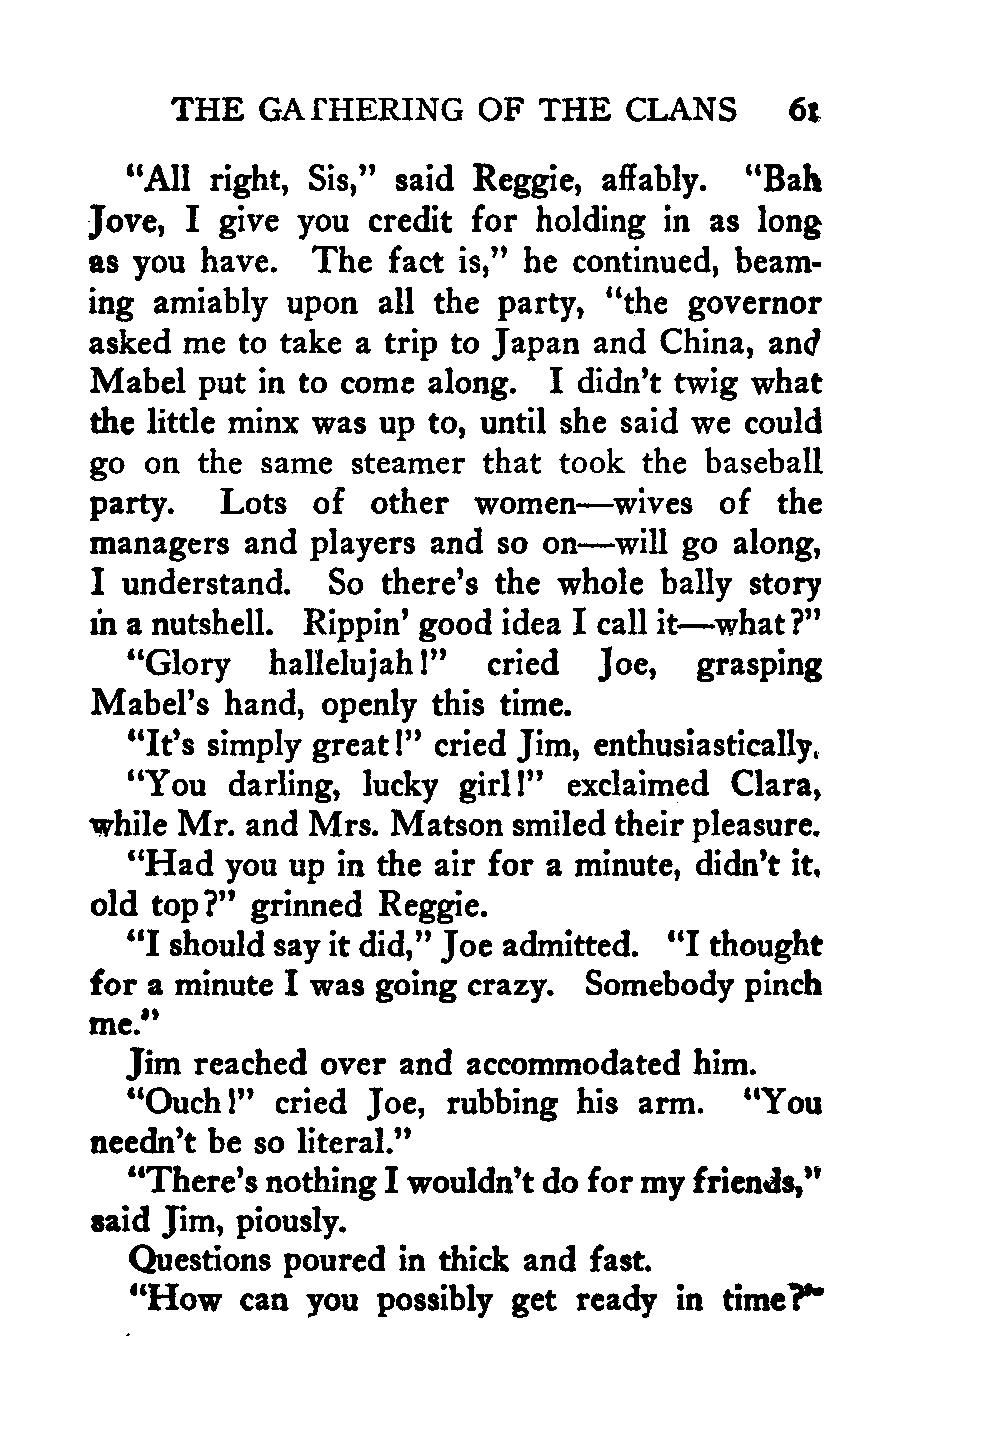 THE GATHERING OF THE CLANS 61
“All right, Sis,” said Reggie, affably. “Bah
Jove, I give you credit for holding in as long
as you have. The fact is,” he continued, beam-
ing amiably upon all the party, “the governor
asked me to take a trip to Japan and China, and
Mabel put in to come along. I didn’t twig what
the little minx was up to, until she said we could
go on the same steamer that took the baseball
party. Lots of other women—wives of the
managers and players and so on—will go along,
I understand. So there’s the whole bally story
in a nutshell. Rippin’ good idea I call it—what?”
“Glory hallelujah!” cried Joe, grasping
Mabel’s hand, openly this time.
“It’s simply great!” cried Jim, enthusiastically.
“You darling, lucky girl!” exclaimed Clara,
while Mr. and Mrs. Matson smiled their pleasure.
“Had you up in the air for a minute, didn’t it,
old top?” grinned Reggie.
“I should say it did,” Joe admitted. “I thought
for a minute I was going crazy. Somebody pinch
me.”
Jim reached over and accommodated him.
“Ouch!” cried Joe, rubbing his arm. “You
needn’t be so literal.”
“There’s nothing I wouldn’t do for my friends,”
said Jim, piously.
Questions poured in thick and fast.
“How can you possibly get ready in time?”